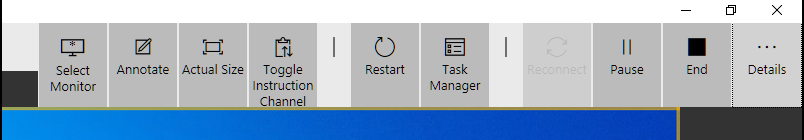 Select
Monitor
Annotate
Actual Size
Toggle
Instruction
Channel
Restart
Task
Manager
Reconnect
Pause
End
Details